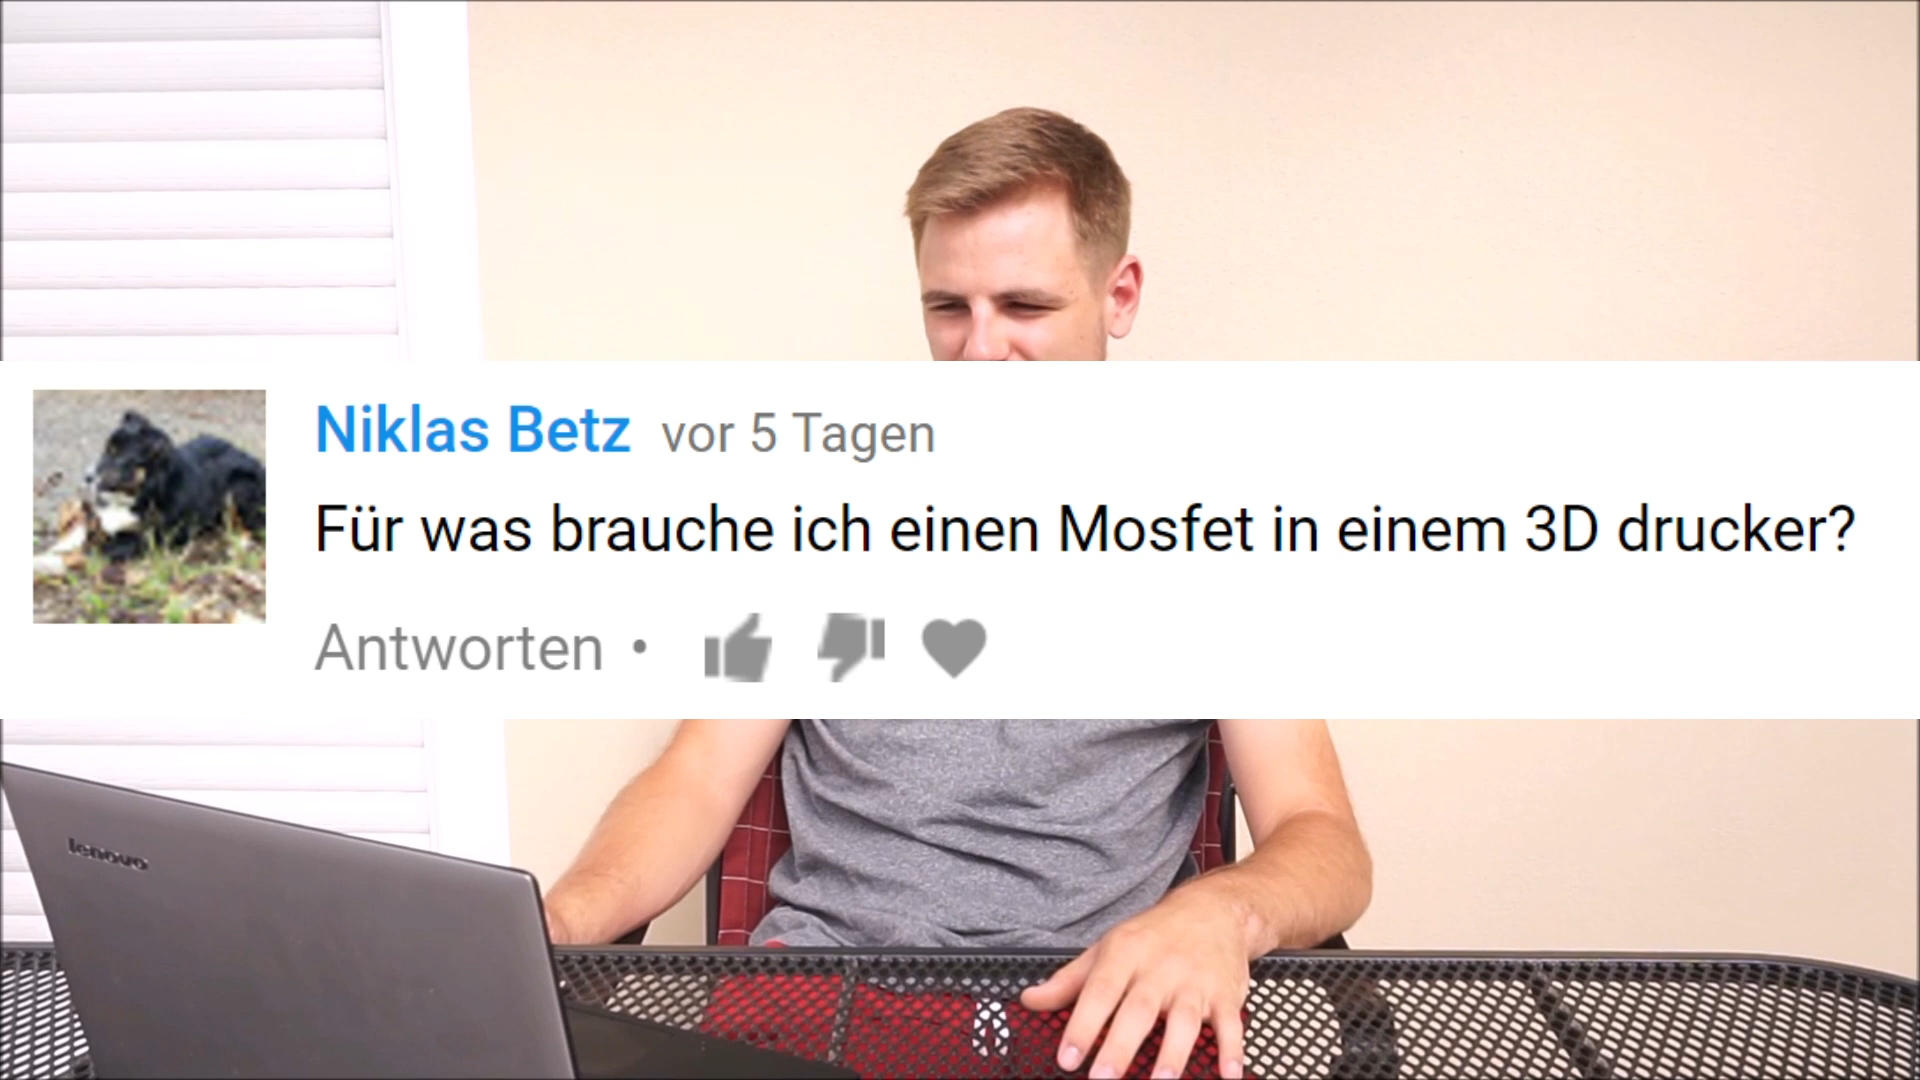 Niklas Betz vor 5 Tagen
Für was brauche ich einen Mosfet in einem 3D drucker?
Antworten •
lenovo